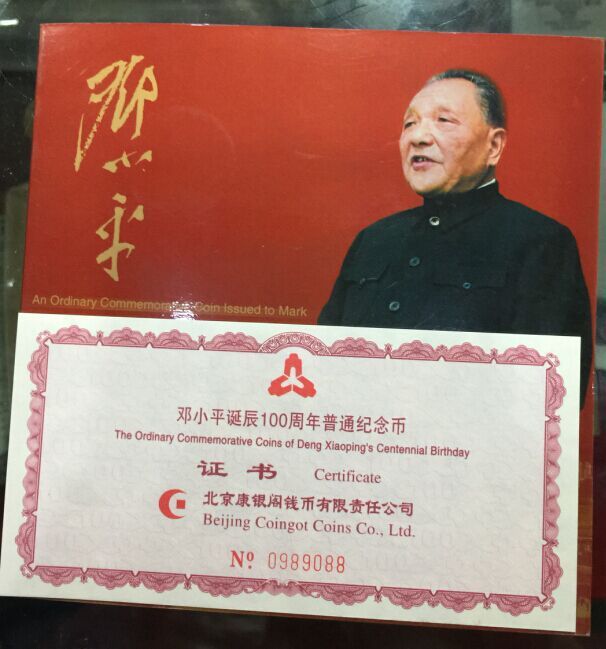 邓小平
An Ordinary Commemorative Coin Issued to Mark
邓小平诞辰100周年普通纪念币
The Ordinary Commemorative Coins of Deng Xiaoping's Centennial Birthday
证书 Certificate
北京康银阁钱币有限责任公司
Beijing Coingot Coins Co., Ltd.
Nº 0989088